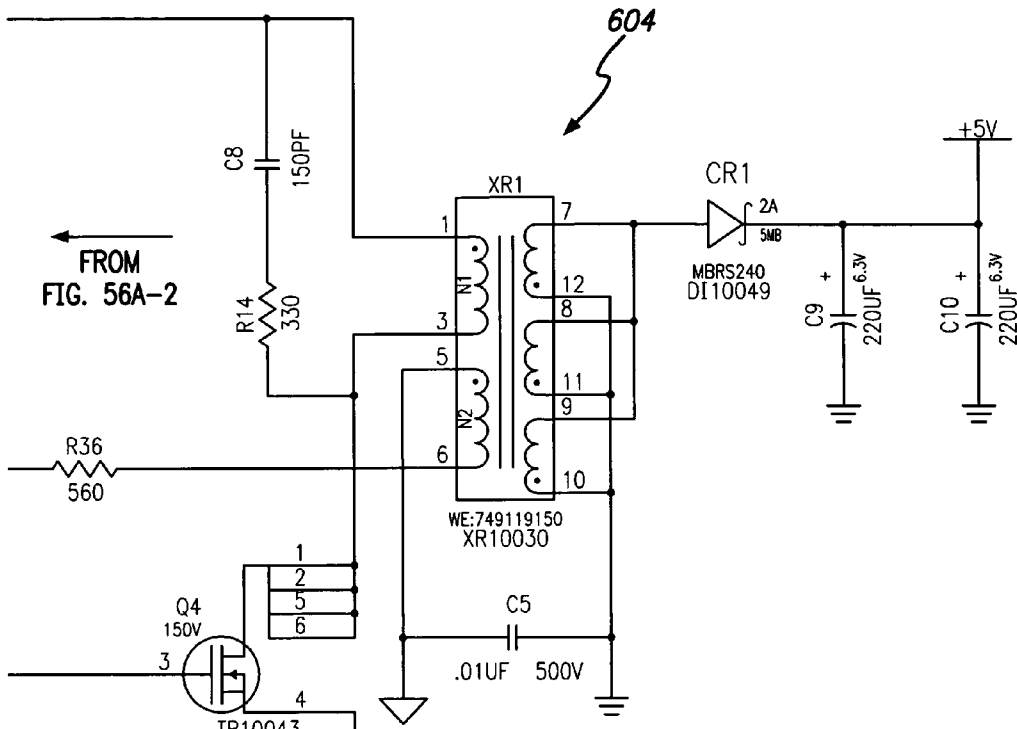 604
C8
150PF
FROM
FIG. 56A-2
R14
330
XR1
1
3
5
6
N1
N2
7
12
8
11
9
10
WE:749119150
XR10030
CR1
2A
5MB
MBRS240
DI10049
+5V
+
C9
220UF
6.3V
+
C10
220UF
6.3V
R36
560
C5
.01UF 500V
Q4
150V
1
2
5
6
3
4
TR10043